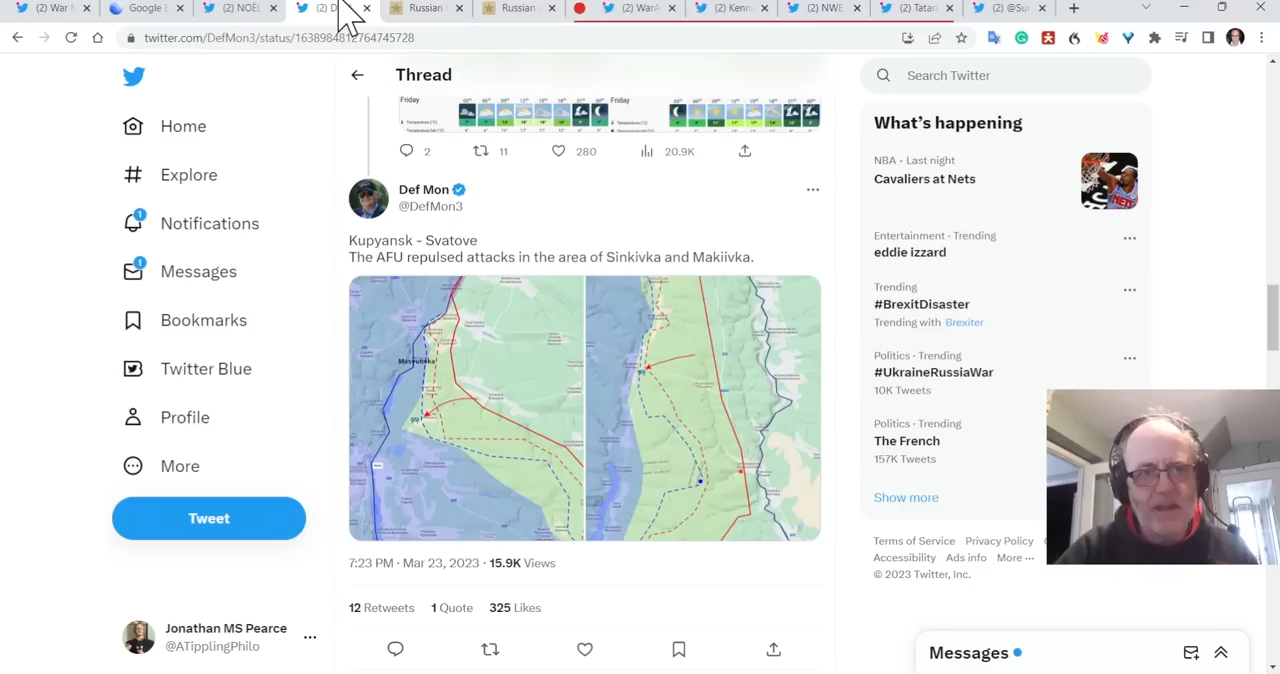 (2) War
Google E
(2) NOËL
(2) D
Russian
Russian
(2) WarA
(2) Kenn
(2) NWE
(2) Tatari
(2) @Su
twitter.com/DefMon3/status/1638984812764745728
Thread
Search Twitter
Home
Explore
1
Notifications
1
Messages
Bookmarks
Twitter Blue
Profile
More
Tweet
Jonathan MS Pearce
@ATipplingPhilo
Friday
Friday
2
11
280
20.9K
Def Mon
@DefMon3
Kupyansk - Svatove
The AFU repulsed attacks in the area of Sinkivka and Makiivka.
7:23 PM · Mar 23, 2023 · 15.9K Views
12 Retweets 1 Quote 325 Likes
What's happening
NBA · Last night
Cavaliers at Nets
NETS
Entertainment · Trending
eddie izzard
Trending
#BrexitDisaster
Trending with Brexiter
Politics · Trending
#UkraineRussiaWar
10K Tweets
Politics · Trending
The French
157K Tweets
Show more
Terms of Service Privacy Policy
Accessibility Ads info More ···
© 2023 Twitter, Inc.
Messages